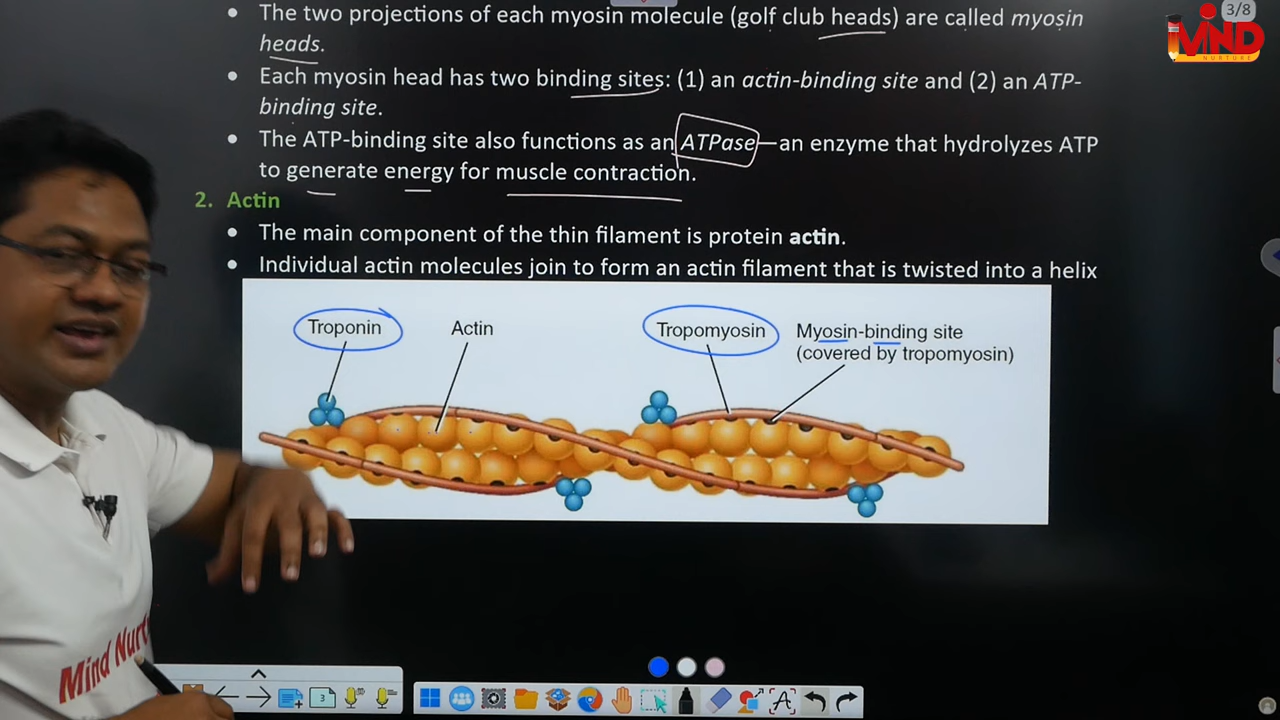 The two projections of each myosin molecule (golf club heads) are called myosin
heads.
Each myosin head has two binding sites: (1) an actin-binding site and (2) an ATP-
binding site.
The ATP-binding site also functions as an ATPase—an enzyme that hydrolyzes ATP
to generate energy for muscle contraction.
2. Actin
The main component of the thin filament is protein actin.
Individual actin molecules join to form an actin filament that is twisted into a helix
Troponin
Actin
Tropomyosin
Myosin-binding site
(covered by tropomyosin)
3/8
MIND
NURTURE
Mind Nurt
3
A